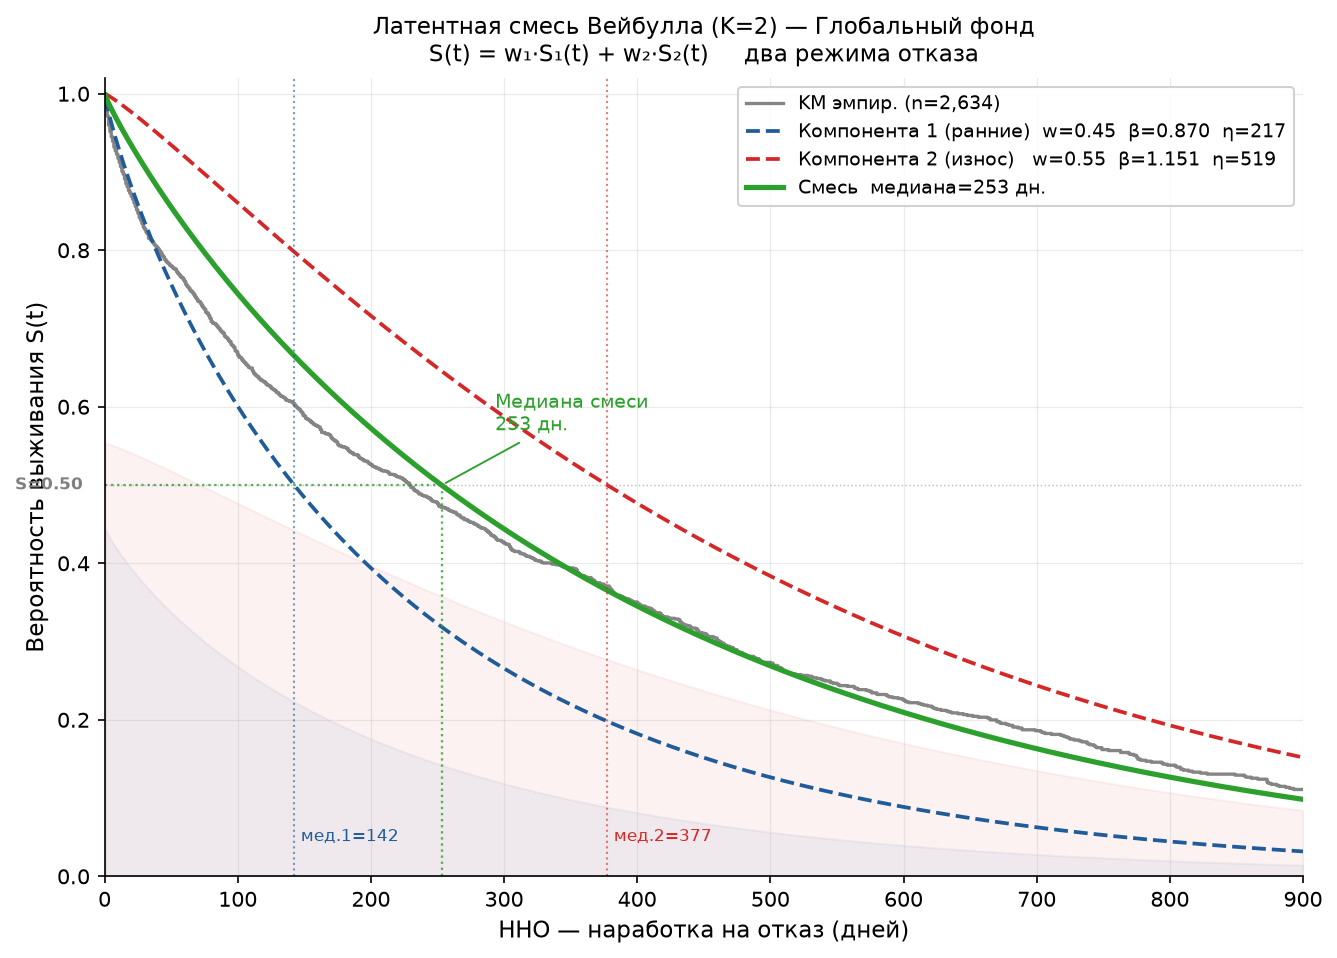 Латентная смесь Вейбулла (K=2) — Глобальный фонд
S(t) = w₁·S₁(t) + w₂·S₂(t)     два режима отказа
КМ эмпир. (n=2,634)
Компонента 1 (ранние)  w=0.45  β=0.870  η=217
Компонента 2 (износ)   w=0.55  β=1.151  η=519
Смесь  медиана=253 дн.
Вероятность выживания S(t)
1.0
0.8
0.6
S=0.50
0.4
0.2
0.0
Медиана смеси
253 дн.
мед.1=142
мед.2=377
0 100 200 300 400 500 600 700 800 900
ННО — наработка на отказ (дней)